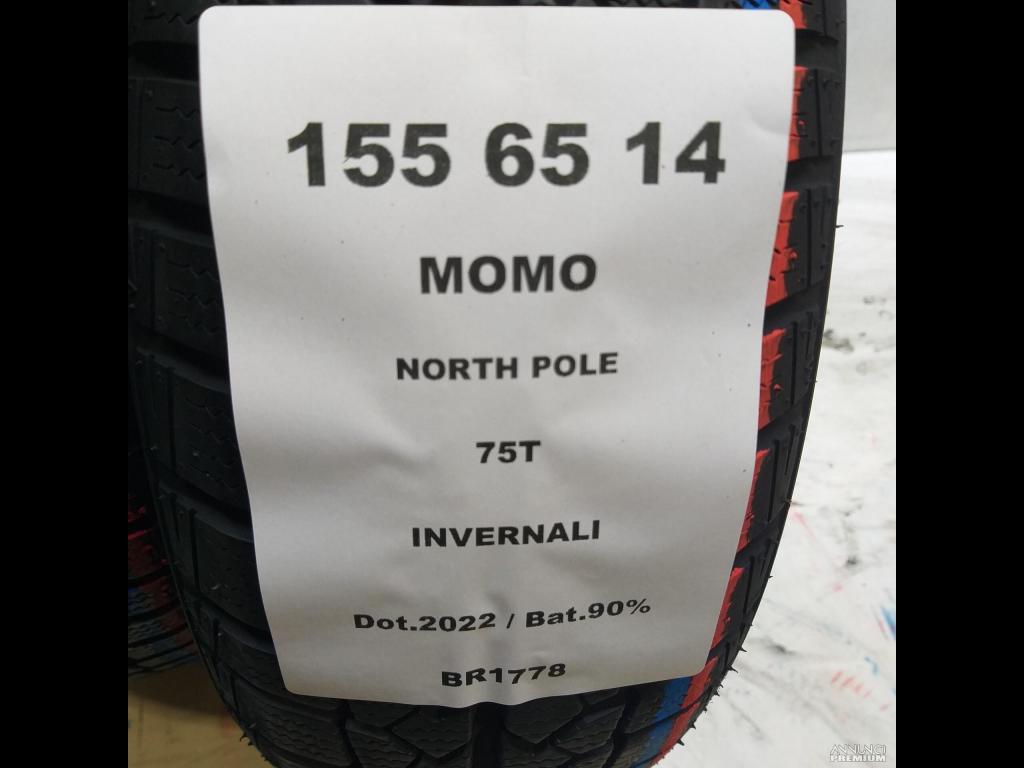 155 65 14
MOMO
NORTH POLE
75T
INVERNALI
Dot.2022 / Bat.90%
BR1778
ANNUNCI
PREMIUM